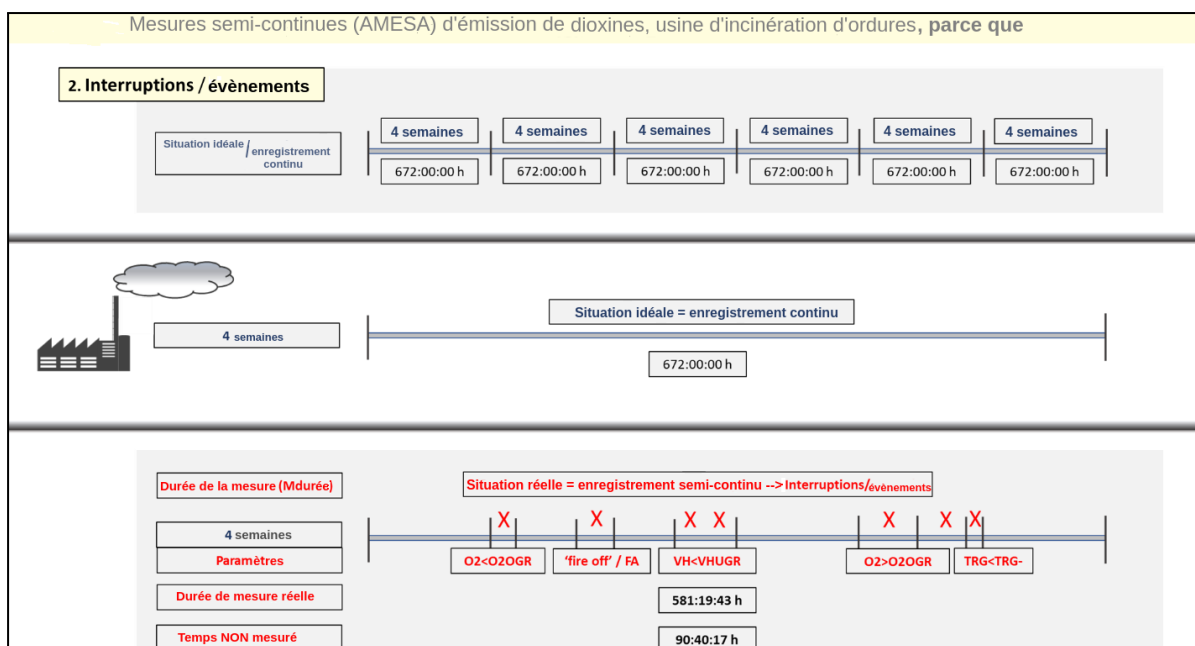 Mesures semi-continues (AMESA) d'émission de dioxines, usine d'incinération d'ordures, parce que
2. Interruptions / évènements
4 semaines 4 semaines 4 semaines 4 semaines 4 semaines 4 semaines
Situation idéale / enregistrement continu
672:00:00 h 672:00:00 h 672:00:00 h 672:00:00 h 672:00:00 h 672:00:00 h
Situation idéale = enregistrement continu
4 semaines
672:00:00 h
Durée de la mesure (Mdurée)
Situation réelle = enregistrement semi-continu --> Interruptions/évènements
X X X X X X X
4 semaines
Paramètres
O2<O2OGR 'fire off' / FA VH<VHUGR O2>O2OGR TRG<TRG-
Durée de mesure réelle
581:19:43 h
Temps NON mesuré
90:40:17 h